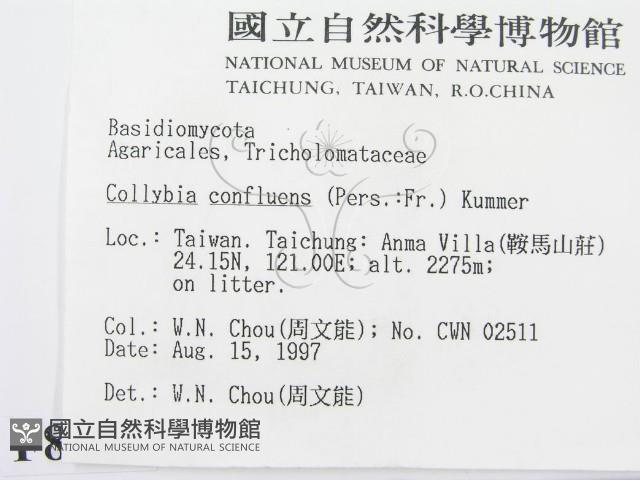 國立自然科學博物館
NATIONAL MUSEUM OF NATURAL SCIENCE
TAICHUNG, TAIWAN, R.O.CHINA
Basidiomycota
Agaricales, Tricholomataceae
Collybia confluens (Pers.:Fr.) Kummer
Loc.: Taiwan. Taichung: Anma Villa(鞍馬山莊)
24.15N, 121.00E; alt. 2275m;
on litter.
Col.: W.N. Chou(周文能); No. CWN 02511
Date: Aug. 15, 1997
Det.: W.N. Chou(周文能)
國立自然科學博物館
NATIONAL MUSEUM OF NATURAL SCIENCE